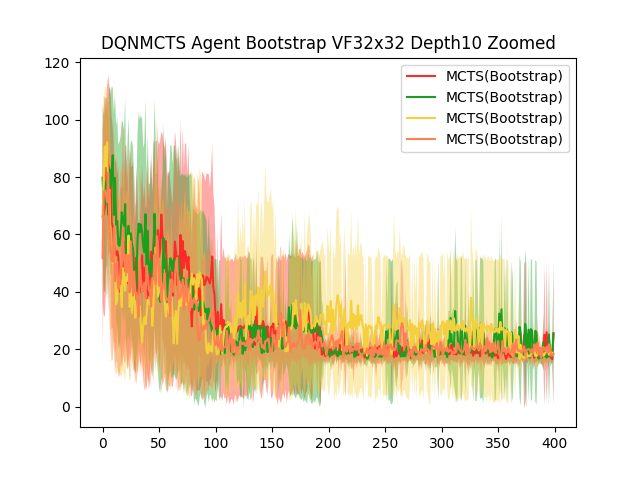 DQNMCTS Agent Bootstrap VF32x32 Depth10 Zoomed
MCTS(Bootstrap)
MCTS(Bootstrap)
MCTS(Bootstrap)
MCTS(Bootstrap)
120
100
80
60
40
20
0
0 50 100 150 200 250 300 350 400